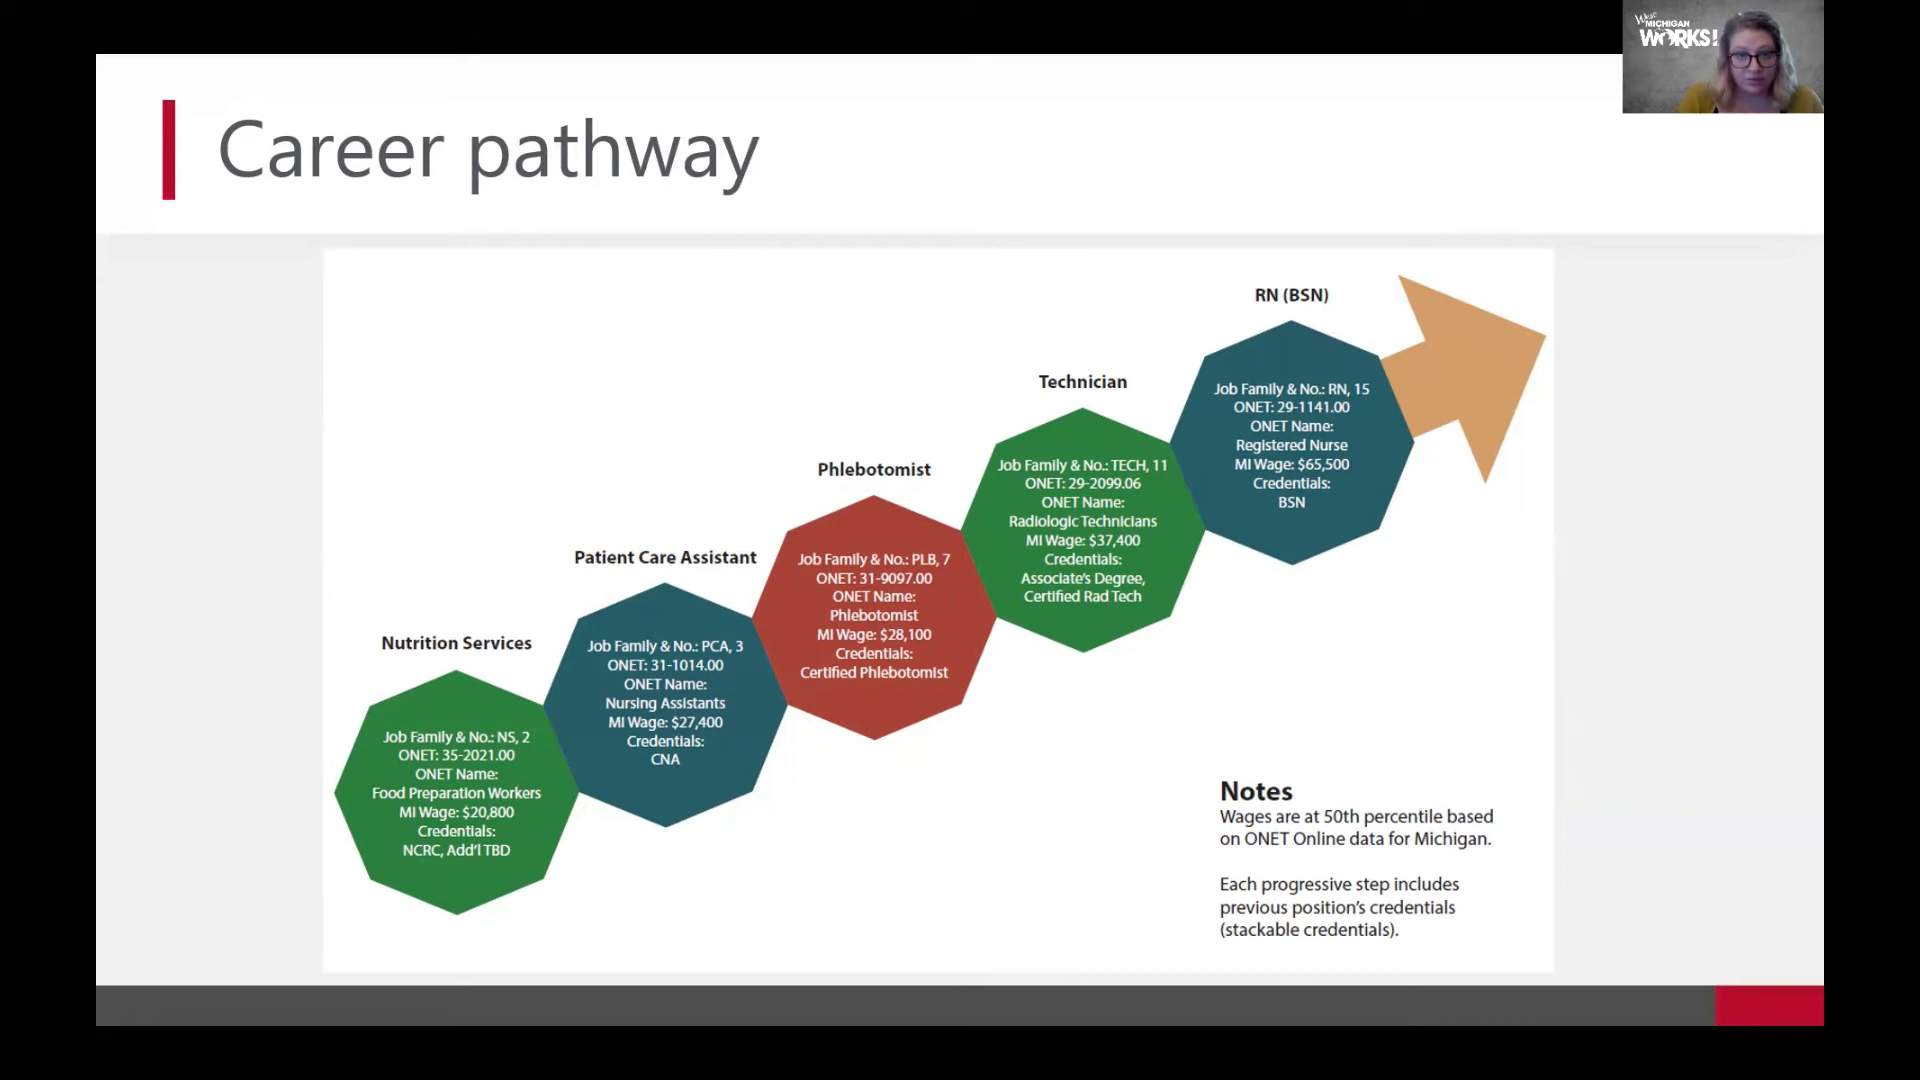 West
MICHIGAN
WORKS!
Career pathway
RN (BSN)
Job Family & No.: RN, 15
ONET: 29-1141.00
ONET Name:
Registered Nurse
MI Wage: $65,500
Credentials:
BSN
Technician
Job Family & No.: TECH, 11
ONET: 29-2099.06
ONET Name:
Radiologic Technicians
MI Wage: $37,400
Credentials:
Associate's Degree,
Certified Rad Tech
Phlebotomist
Job Family & No.: PLB, 7
ONET: 31-9097.00
ONET Name:
Phlebotomist
MI Wage: $28,100
Credentials:
Certified Phlebotomist
Patient Care Assistant
Job Family & No.: PCA, 3
ONET: 31-1014.00
ONET Name:
Nursing Assistants
MI Wage: $27,400
Credentials:
CNA
Nutrition Services
Job Family & No.: NS, 2
ONET: 35-2021.00
ONET Name:
Food Preparation Workers
MI Wage: $20,800
Credentials:
NCRC, Add'l TBD
Notes
Wages are at 50th percentile based
on ONET Online data for Michigan.
Each progressive step includes
previous position's credentials
(stackable credentials).